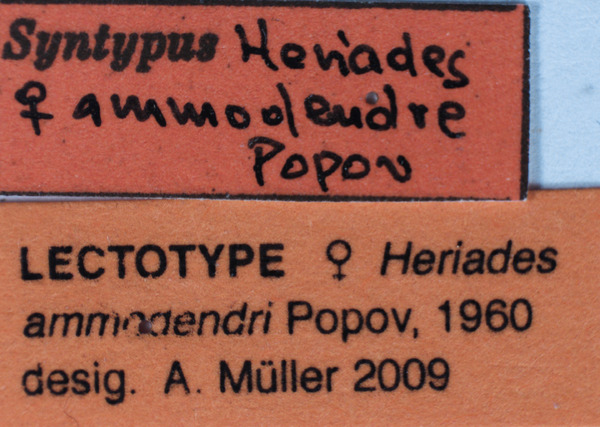 Syntypus Heriades
♀ ammodendre
Popov
LECTOTYPE ♀ Heriades
ammodendri Popov, 1960
desig. A. Müller 2009